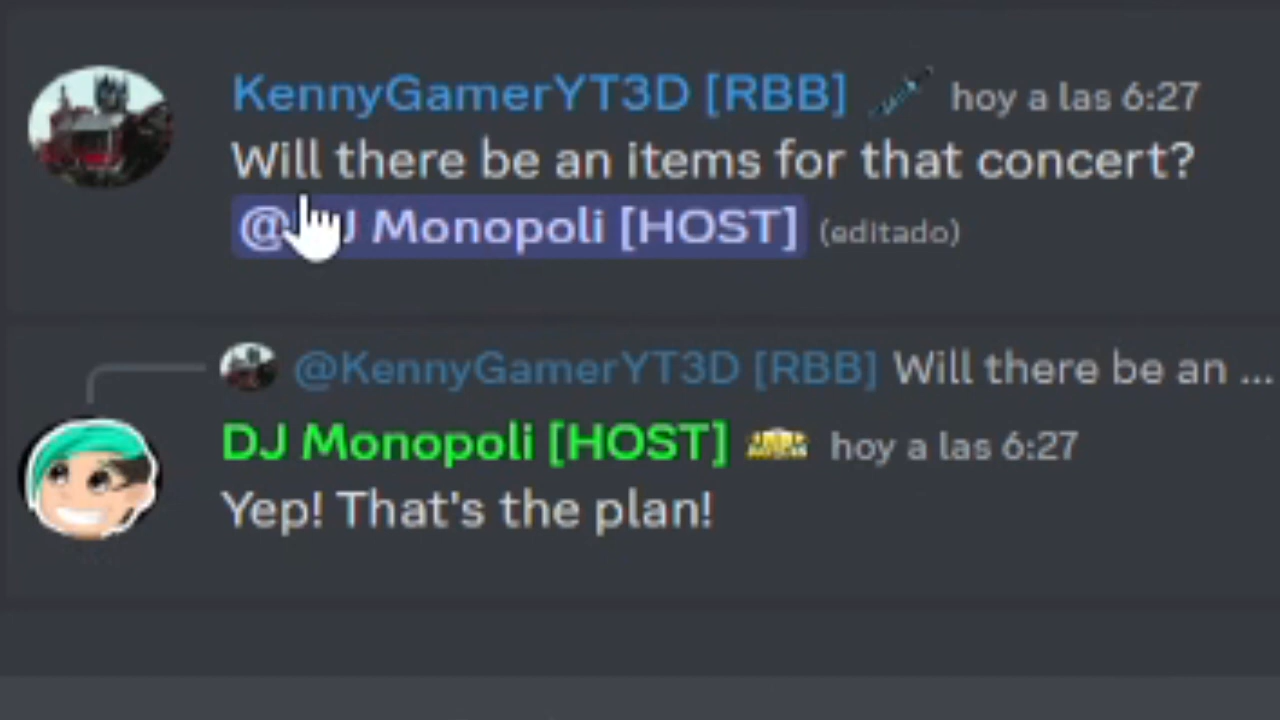 KennyGamerYT3D [RBB] hoy a las 6:27
Will there be an items for that concert?
@DJ Monopoli [HOST] (editado)
@KennyGamerYT3D [RBB] Will there be an ...
DJ Monopoli [HOST] hoy a las 6:27
Yep! That's the plan!